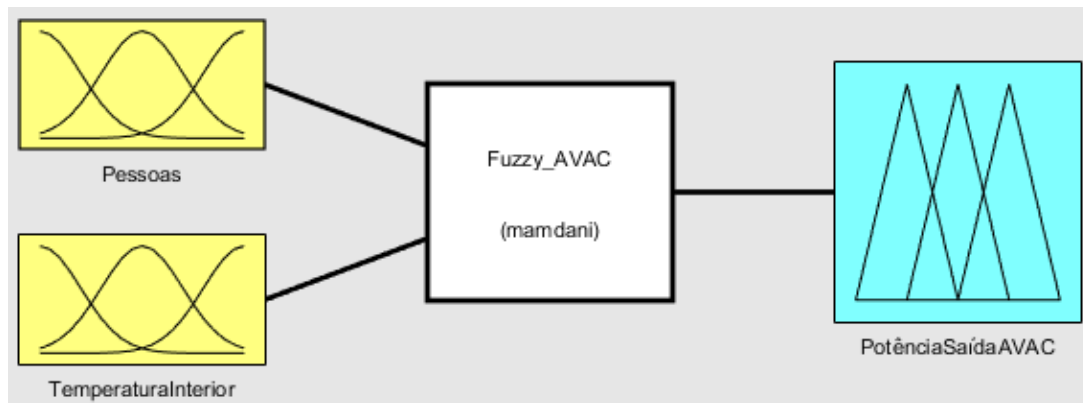 Pessoas
TemperaturaInterior
Fuzzy_AVAC
(mamdani)
PotênciaSaídaAVAC